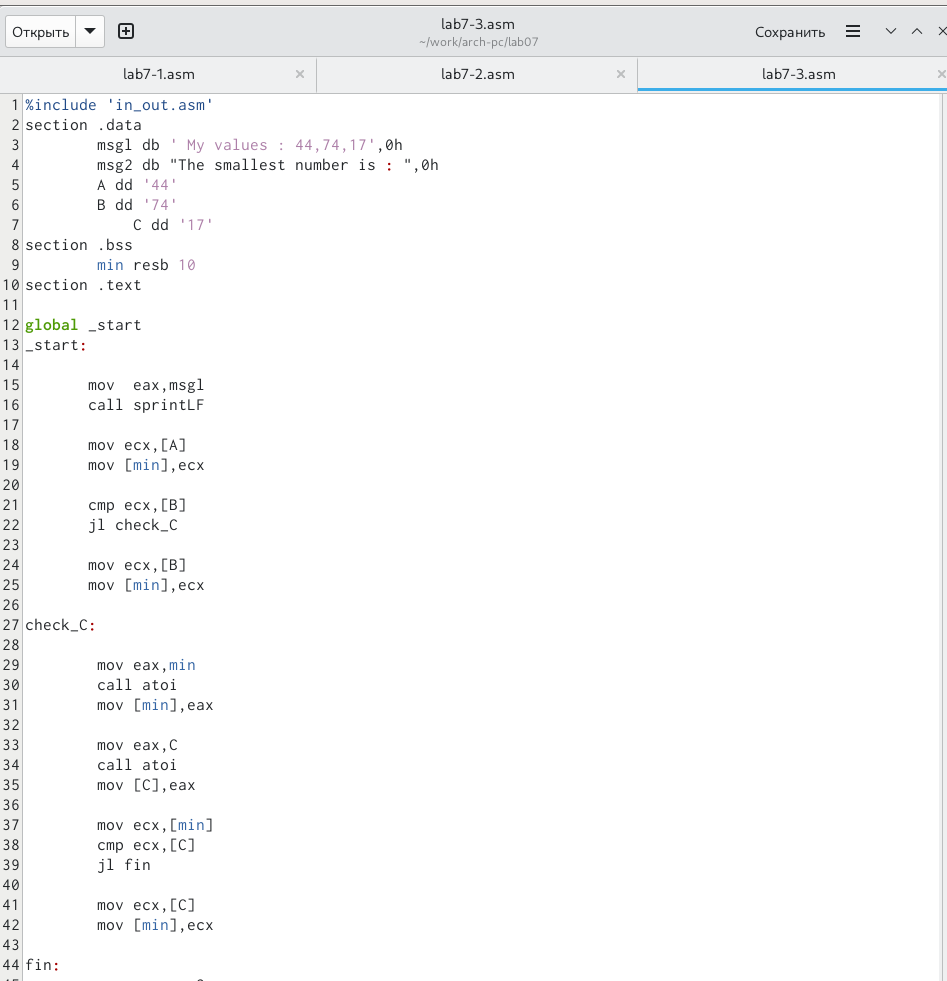 Открыть
lab7-3.asm
~/work/arch-pc/lab07
Сохранить
lab7-1.asm
lab7-2.asm
lab7-3.asm
1 %include 'in_out.asm'
2 section .data
3 msgl db ' My values : 44,74,17',0h
4 msg2 db "The smallest number is : ",0h
5 A dd '44'
6 B dd '74'
7 C dd '17'
8 section .bss
9 min resb 10
10 section .text
11
12 global _start
13 _start:
14
15 mov  eax,msgl
16 call sprintLF
17
18 mov ecx,[A]
19 mov [min],ecx
20
21 cmp ecx,[B]
22 jl check_C
23
24 mov ecx,[B]
25 mov [min],ecx
26
27 check_C:
28
29 mov eax,min
30 call atoi
31 mov [min],eax
32
33 mov eax,C
34 call atoi
35 mov [C],eax
36
37 mov ecx,[min]
38 cmp ecx,[C]
39 jl fin
40
41 mov ecx,[C]
42 mov [min],ecx
43
44 fin: